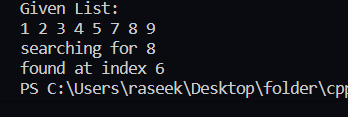 Given List:
1 2 3 4 5 7 8 9
searching for 8
found at index 6
PS C:\Users\raseek\Desktop\folder\cpp